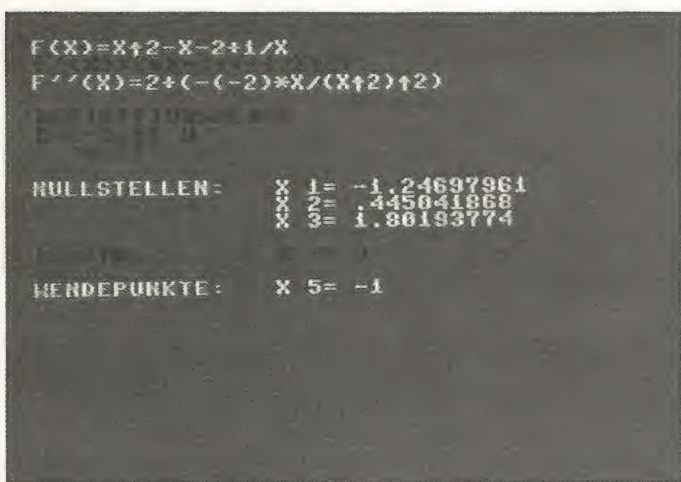 F(X)=X↑2-X-2+1/X
F''(X)=2+(-(-2)*X/(X↑2)↑2)
NULLSTELLEN: X 1= -1.24697961
X 2= .445041868
X 3= 1.80193774
WENDEPUNKTE: X 5= -1